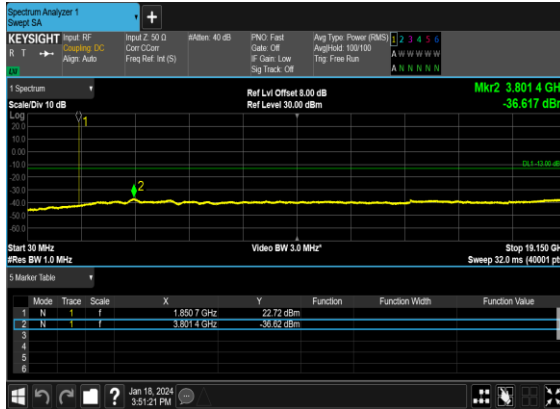 Spectrum Analyzer 1
Swept SA
KEYSIGHT
R T
LU
Input: RF
Coupling: DC
Align: Auto
Input Z: 50 Ω
Corr CCorr
Freq Ref: Int (S)
#Atten: 40 dB
PNO: Fast
Gate: Off
IF Gain: Low
Sig Track: Off
Avg Type: Power (RMS)
Avg|Hold: 100/100
Trig: Free Run
1 2 3 4 5 6
A W W W W W
A N N N N N
1 Spectrum
Scale/Div 10 dB
Ref Lvl Offset 8.00 dB
Ref Level 30.00 dBm
Mkr2 3.801 4 GH
-36.617 dBr
Log
20.0
10.0
0.00
-10.0
-20.0
-30.0
-40.0
-50.0
-60.0
1
2
DL1 -13.00 dB
Start 30 MHz
#Res BW 1.0 MHz
Video BW 3.0 MHz*
Stop 19.150 GH
Sweep 32.0 ms (40001 pt
5 Marker Table
Mode Trace Scale X Y Function Function Width Function Value
1 N 1 f 1.850 7 GHz 22.72 dBm
2 N 1 f 3.801 4 GHz -36.62 dBm
3
4
5
6
?
Jan 18, 2024
3:51:21 PM